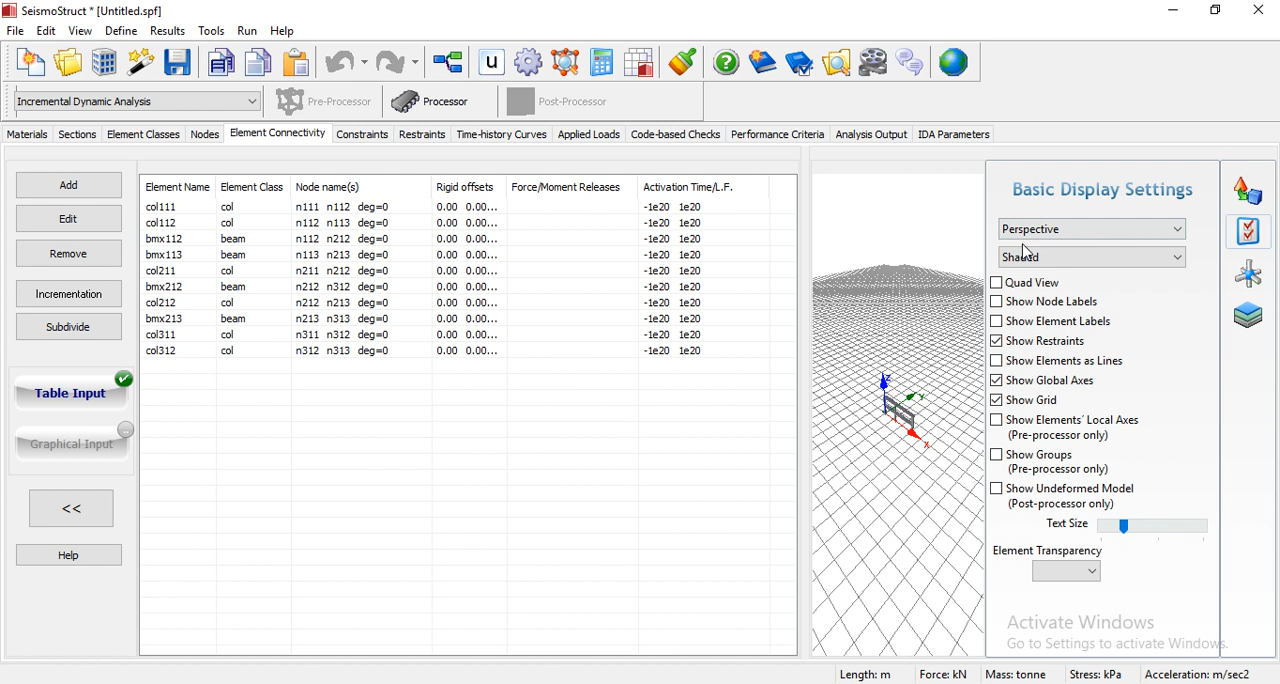 SeismoStruct * [Untitled.spf]
File Edit View Define Results Tools Run Help
u
Incremental Dynamic Analysis Pre-Processor Processor Post-Processor
Materials Sections Element Classes Nodes Element Connectivity Constraints Restraints Time-history Curves Applied Loads Code-based Checks Performance Criteria Analysis Output IDA Parameters
Add
Edit
Remove
Incrementation
Subdivide
Table Input
Graphical Input
<<
Help
Element Name Element Class Node name(s) Rigid offsets Force/Moment Releases Activation Time/L.F.
col111 col n111 n112 deg=0 0.00 0.00... -1e20 1e20
col112 col n112 n113 deg=0 0.00 0.00... -1e20 1e20
bmx112 beam n112 n212 deg=0 0.00 0.00... -1e20 1e20
bmx113 beam n113 n213 deg=0 0.00 0.00... -1e20 1e20
col211 col n211 n212 deg=0 0.00 0.00... -1e20 1e20
bmx212 beam n212 n312 deg=0 0.00 0.00... -1e20 1e20
col212 col n212 n213 deg=0 0.00 0.00... -1e20 1e20
bmx213 beam n213 n313 deg=0 0.00 0.00... -1e20 1e20
col311 col n311 n312 deg=0 0.00 0.00... -1e20 1e20
col312 col n312 n313 deg=0 0.00 0.00... -1e20 1e20
Z
Y
X
Basic Display Settings
Perspective
Shaded
Quad View
Show Node Labels
Show Element Labels
Show Restraints
Show Elements as Lines
Show Global Axes
Show Grid
Show Elements' Local Axes
(Pre-processor only)
Show Groups
(Pre-processor only)
Show Undeformed Model
(Post-processor only)
Text Size
Element Transparency
Activate Windows
Go to Settings to activate Windows.
Length: m Force: kN Mass: tonne Stress: kPa Acceleration: m/sec2